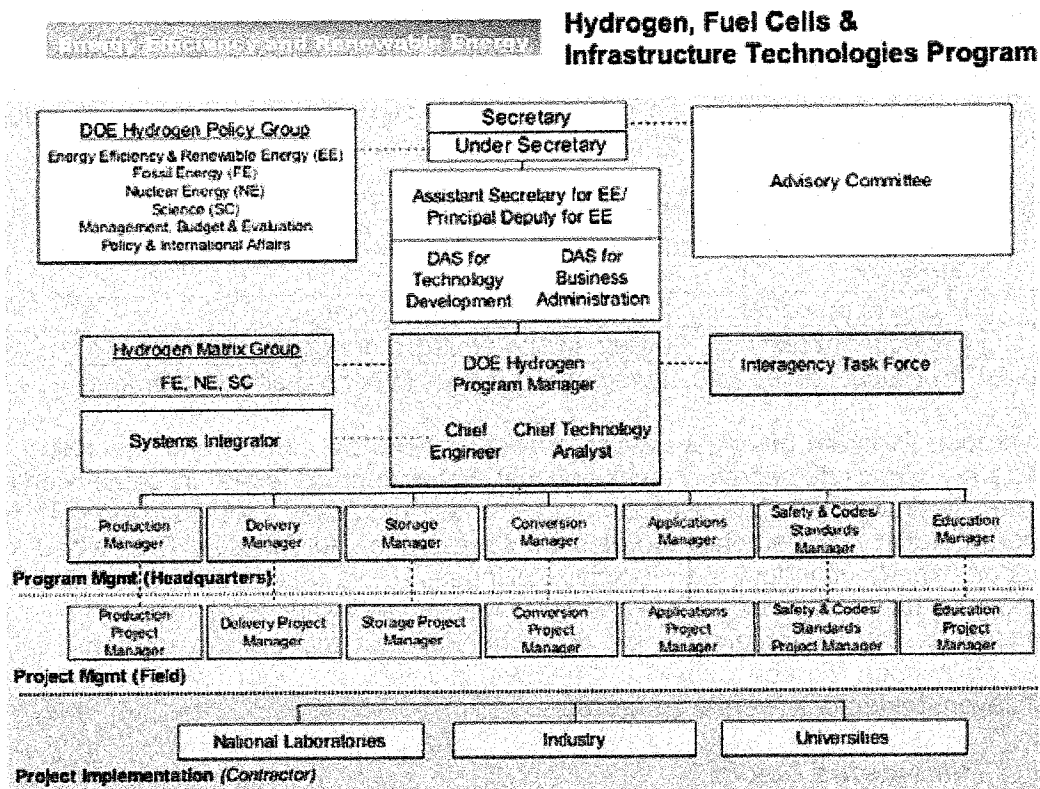 Energy Efficiency and Renewable Energy
Hydrogen, Fuel Cells &
Infrastructure Technologies Program
DOE Hydrogen Policy Group
Energy Efficiency & Renewable Energy (EE)
Fossil Energy (FE)
Nuclear Energy (NE)
Science (SC)
Management, Budget & Evaluation
Policy & International Affairs
Secretary
Under Secretary
Advisory Committee
Assistant Secretary for EE/
Principal Deputy for EE
DAS for
Technology
Development
DAS for
Business
Administration
Hydrogen Matrix Group
FE, NE, SC
DOE Hydrogen
Program Manager
Interagency Task Force
Systems Integrator
Chief
Engineer
Chief Technology
Analyst
Production
Manager
Delivery
Manager
Storage
Manager
Conversion
Manager
Applications
Manager
Safety & Codes/
Standards
Manager
Education
Manager
Program Mgmt (Headquarters)
Production
Project
Manager
Delivery Project
Manager
Storage Project
Manager
Conversion
Project
Manager
Applications
Project
Manager
Safety & Codes/
Standards
Project Manager
Education
Project
Manager
Project Mgmt (Field)
National Laboratories
Industry
Universities
Project Implementation (Contractor)